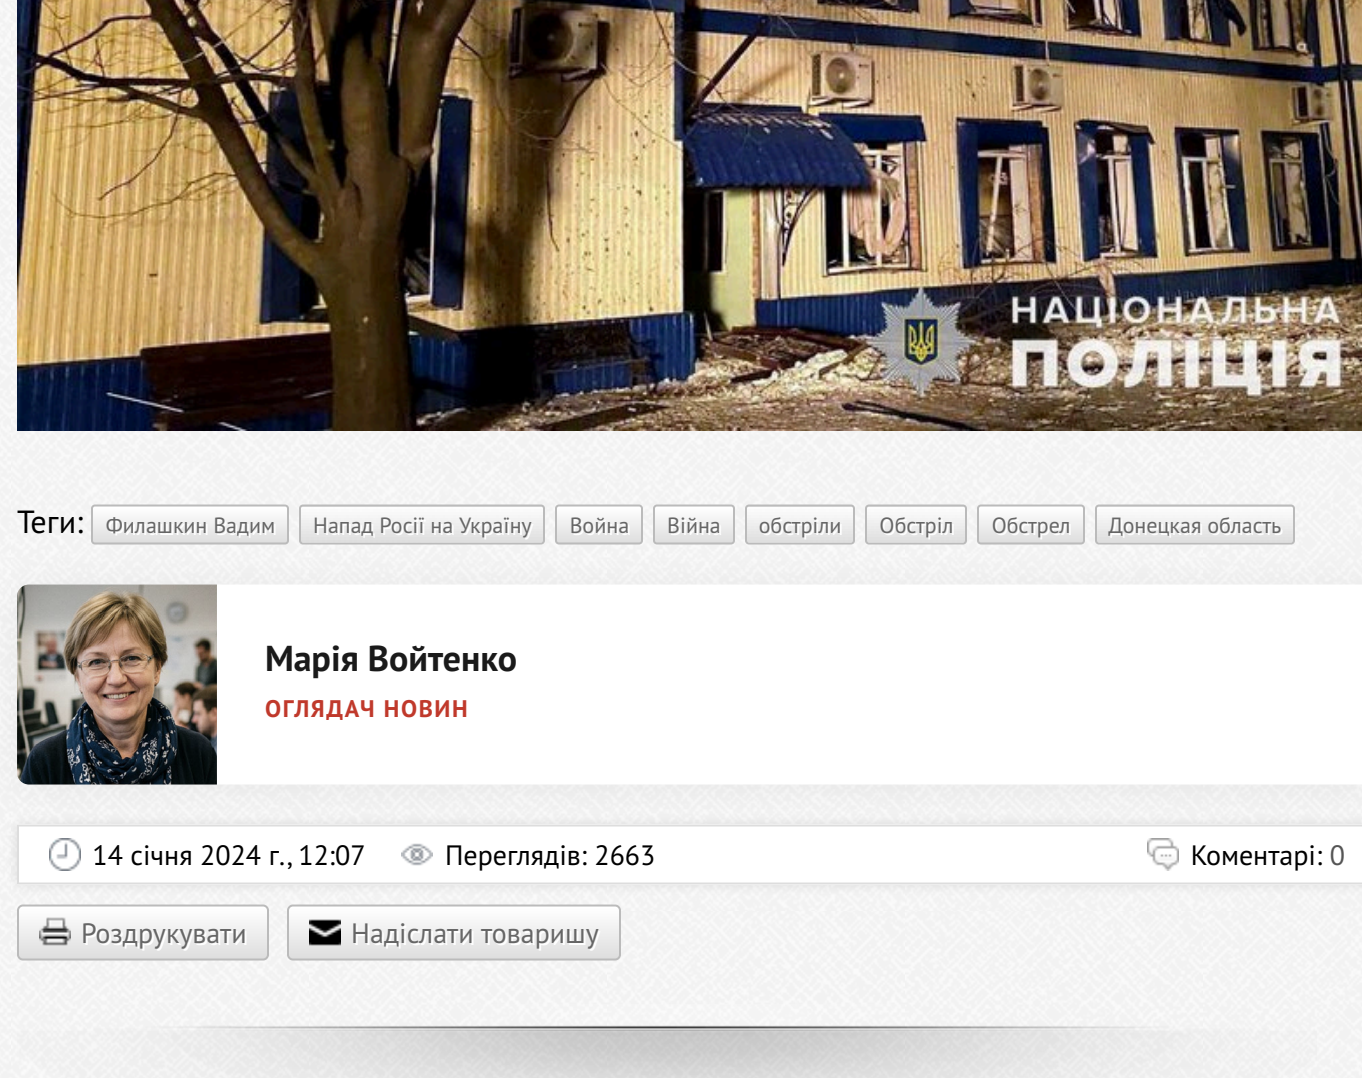 НАЦІОНАЛЬНА
ПОЛІЦІЯ
Теги: Филашкин Вадим Напад Росії на Україну Война Війна обстріли Обстріл Обстрел Донецкая область
Марія Войтенко
ОГЛЯДАЧ НОВИН
14 січня 2024 г., 12:07 Переглядів: 2663 Коментарі: 0
Роздрукувати Надіслати товаришу